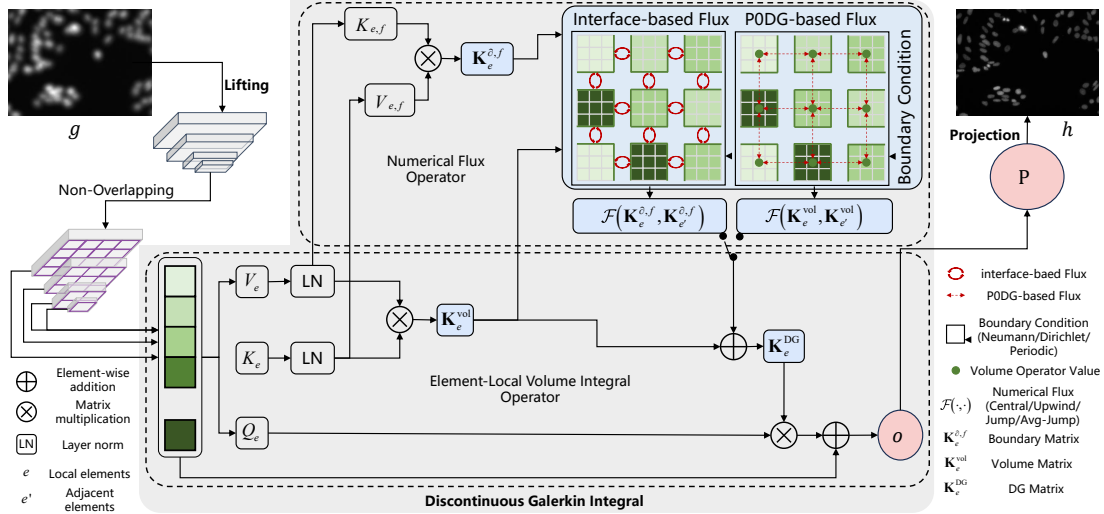 g
Lifting
Non-Overlapping
K_{e,f}
V_{e,f}
K_e^{∂,f}
Numerical Flux
Operator
Interface-based Flux
P0DG-based Flux
Boundary Condition
F(K_e^{∂,f}, K_{e'}^{∂,f})
F(K_e^{vol}, K_{e'}^{vol})
h
Projection
P
V_e
LN
K_e
LN
Q_e
K_e^{vol}
K_e^{DG}
Element-Local Volume Integral
Operator
o
Discontinuous Galerkin Integral
Element-wise
addition
Matrix
multiplication
LN
Layer norm
e
Local elements
e'
Adjacent
elements
interface-baed Flux
P0DG-based Flux
Boundary Condition
(Neumann/Dirichlet/
Periodic)
Volume Operator Value
F(·,·)
Numerical Flux
(Central/Upwind/
Jump/Avg-Jump)
K_e^{∂,f}
Boundary Matrix
K_e^{vol}
Volume Matrix
K_e^{DG}
DG Matrix